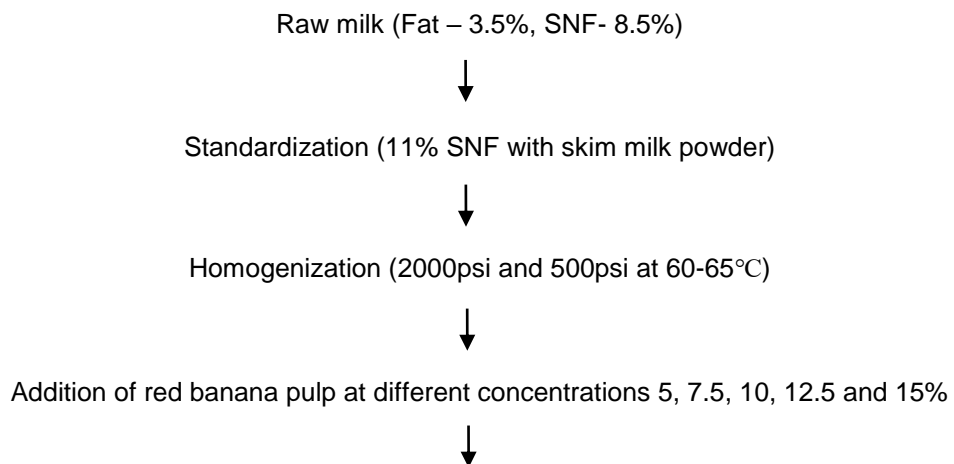 Raw milk (Fat – 3.5%, SNF- 8.5%)
Standardization (11% SNF with skim milk powder)
Homogenization (2000psi and 500psi at 60-65℃)
Addition of red banana pulp at different concentrations 5, 7.5, 10, 12.5 and 15%